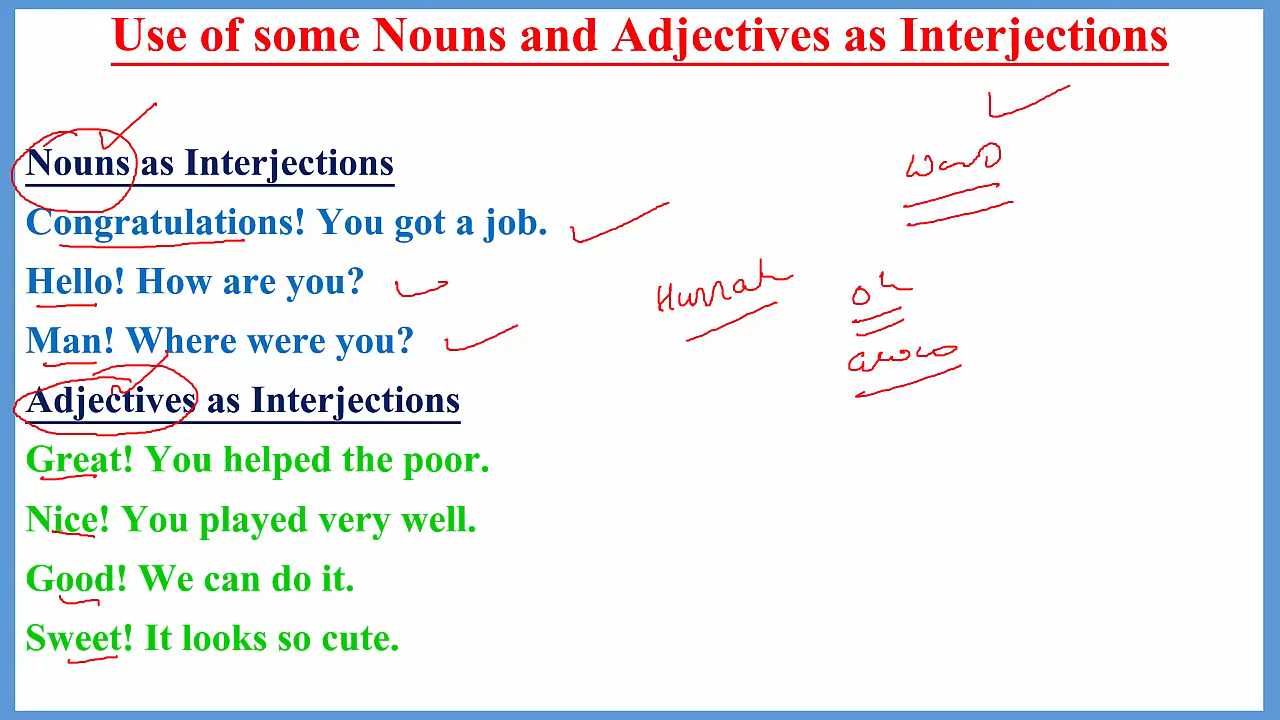 Use of some Nouns and Adjectives as Interjections
Nouns as Interjections
Congratulations! You got a job.
Hello! How are you?
Man! Where were you?
Adjectives as Interjections
Great! You helped the poor.
Nice! You played very well.
Good! We can do it.
Sweet! It looks so cute.
Hurrah
oh